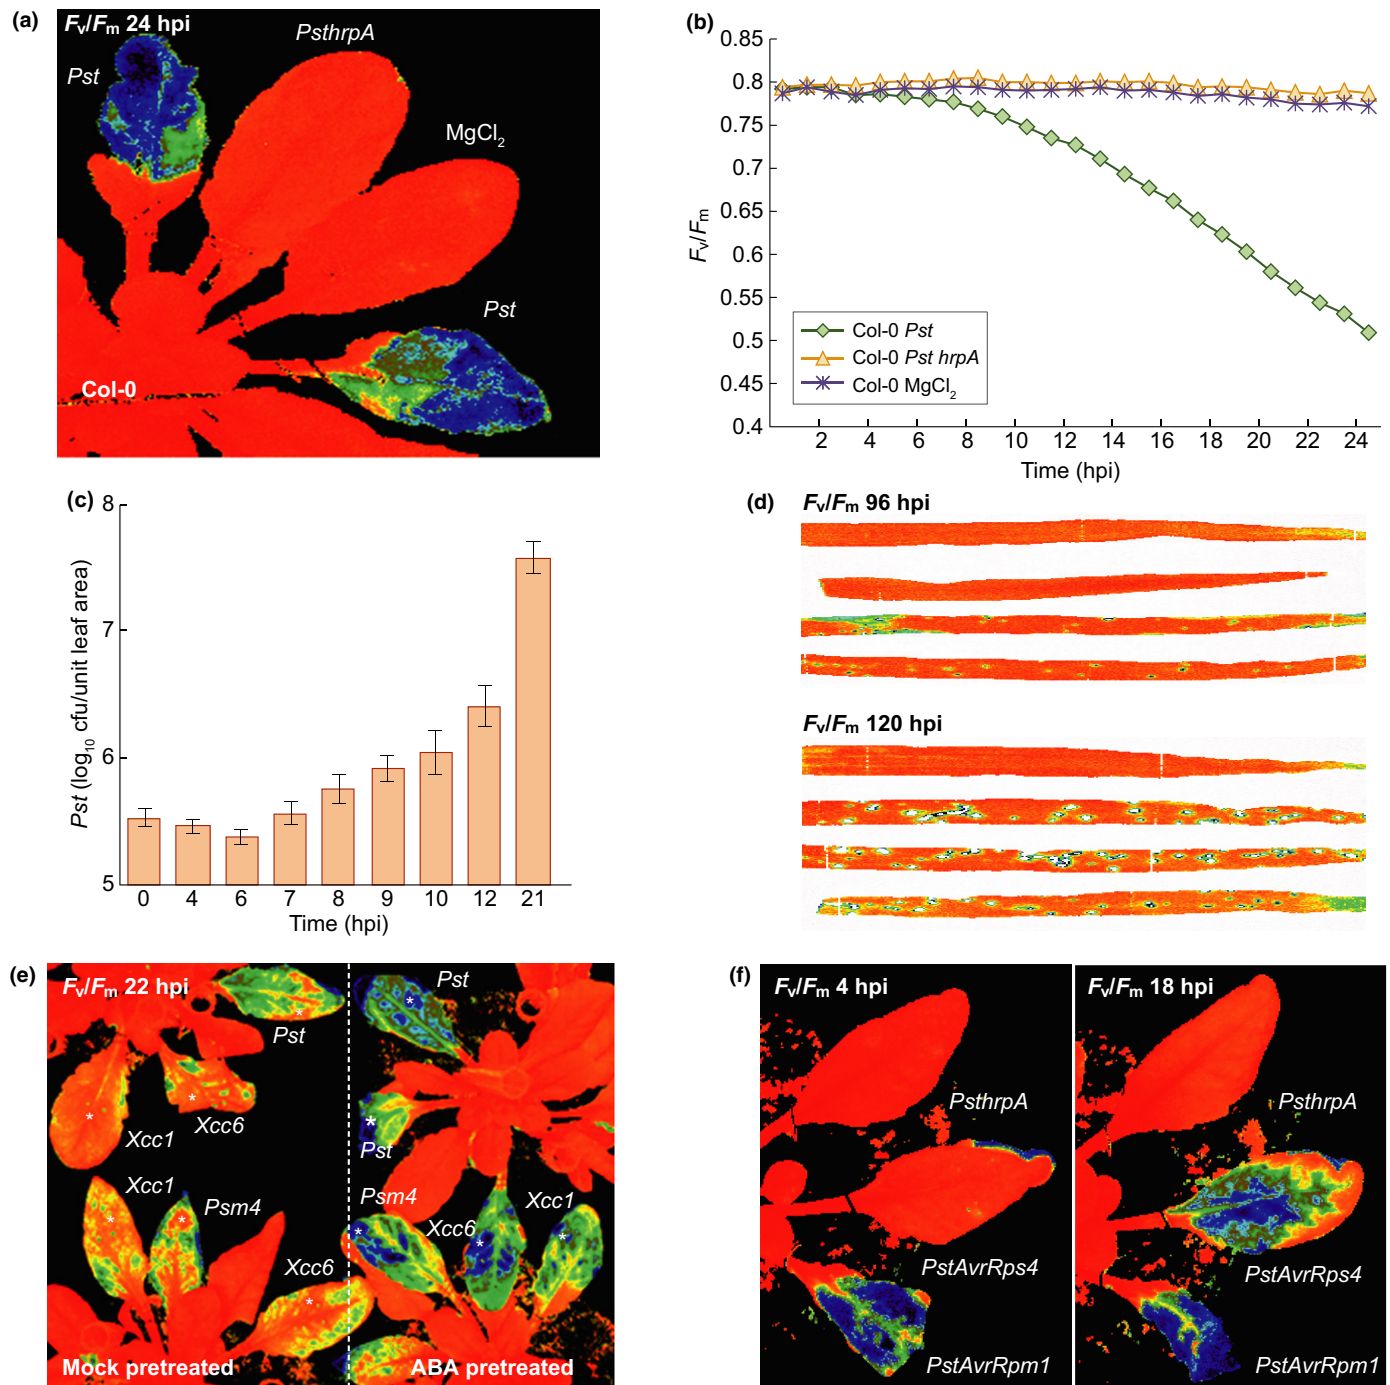 (a)
Fv/Fm 24 hpi
PsthrpA
Pst
MgCl2
Pst
Col-0
(b)
0.85
0.8
0.75
0.7
0.65
0.6
0.55
0.5
0.45
0.4
Fv/Fm
Col-0 Pst
Col-0 Pst hrpA
Col-0 MgCl2
2 4 6 8 10 12 14 16 18 20 22 24
Time (hpi)
(c)
8
7
6
5
Pst (log10 cfu/unit leaf area)
0 4 6 7 8 9 10 12 21
Time (hpi)
(d)
Fv/Fm 96 hpi
Fv/Fm 120 hpi
(e)
Fv/Fm 22 hpi
Pst
Pst
Xcc6
Xcc1
Pst
Xcc1
Psm4
Psm4
Xcc6
Xcc1
Xcc6
Mock pretreated
ABA pretreated
(f)
Fv/Fm 4 hpi
PsthrpA
PstAvrRps4
PstAvrRpm1
Fv/Fm 18 hpi
PsthrpA
PstAvrRps4
PstAvrRpm1